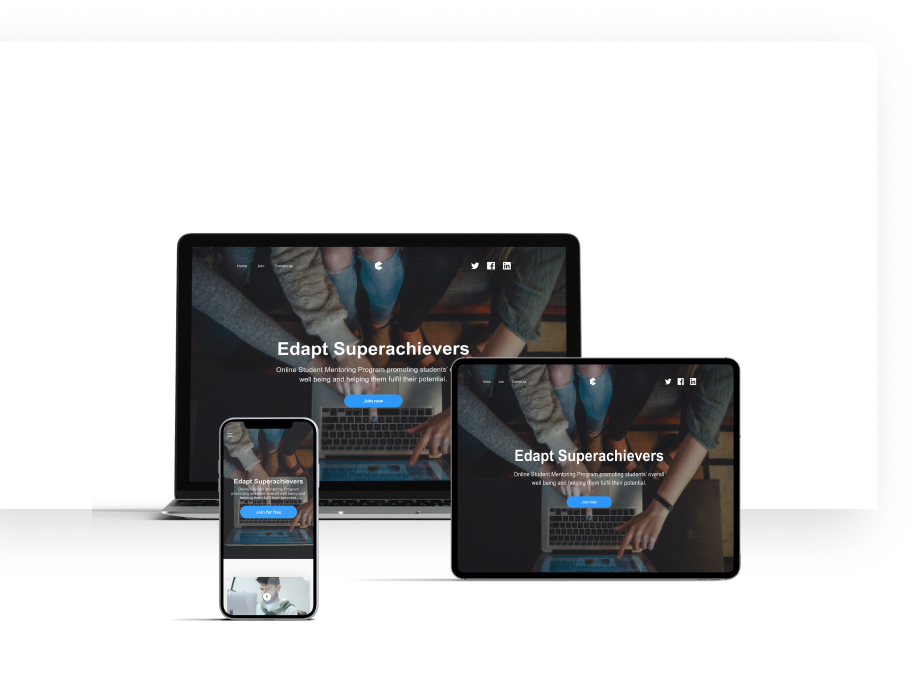 Home Join Contact us
Edapt Superachievers
Online Student Mentoring Program promoting students'
well being and helping them fulfil their potential.
Join now
Home Join Contact us
Edapt Superachievers
Online Student Mentoring Program promoting students' overall
well being and helping them fulfil their potential.
Join now
Edapt Superachievers
Online Student Mentoring Program
promoting students' overall well being and
helping them fulfil their potential.
Join for free